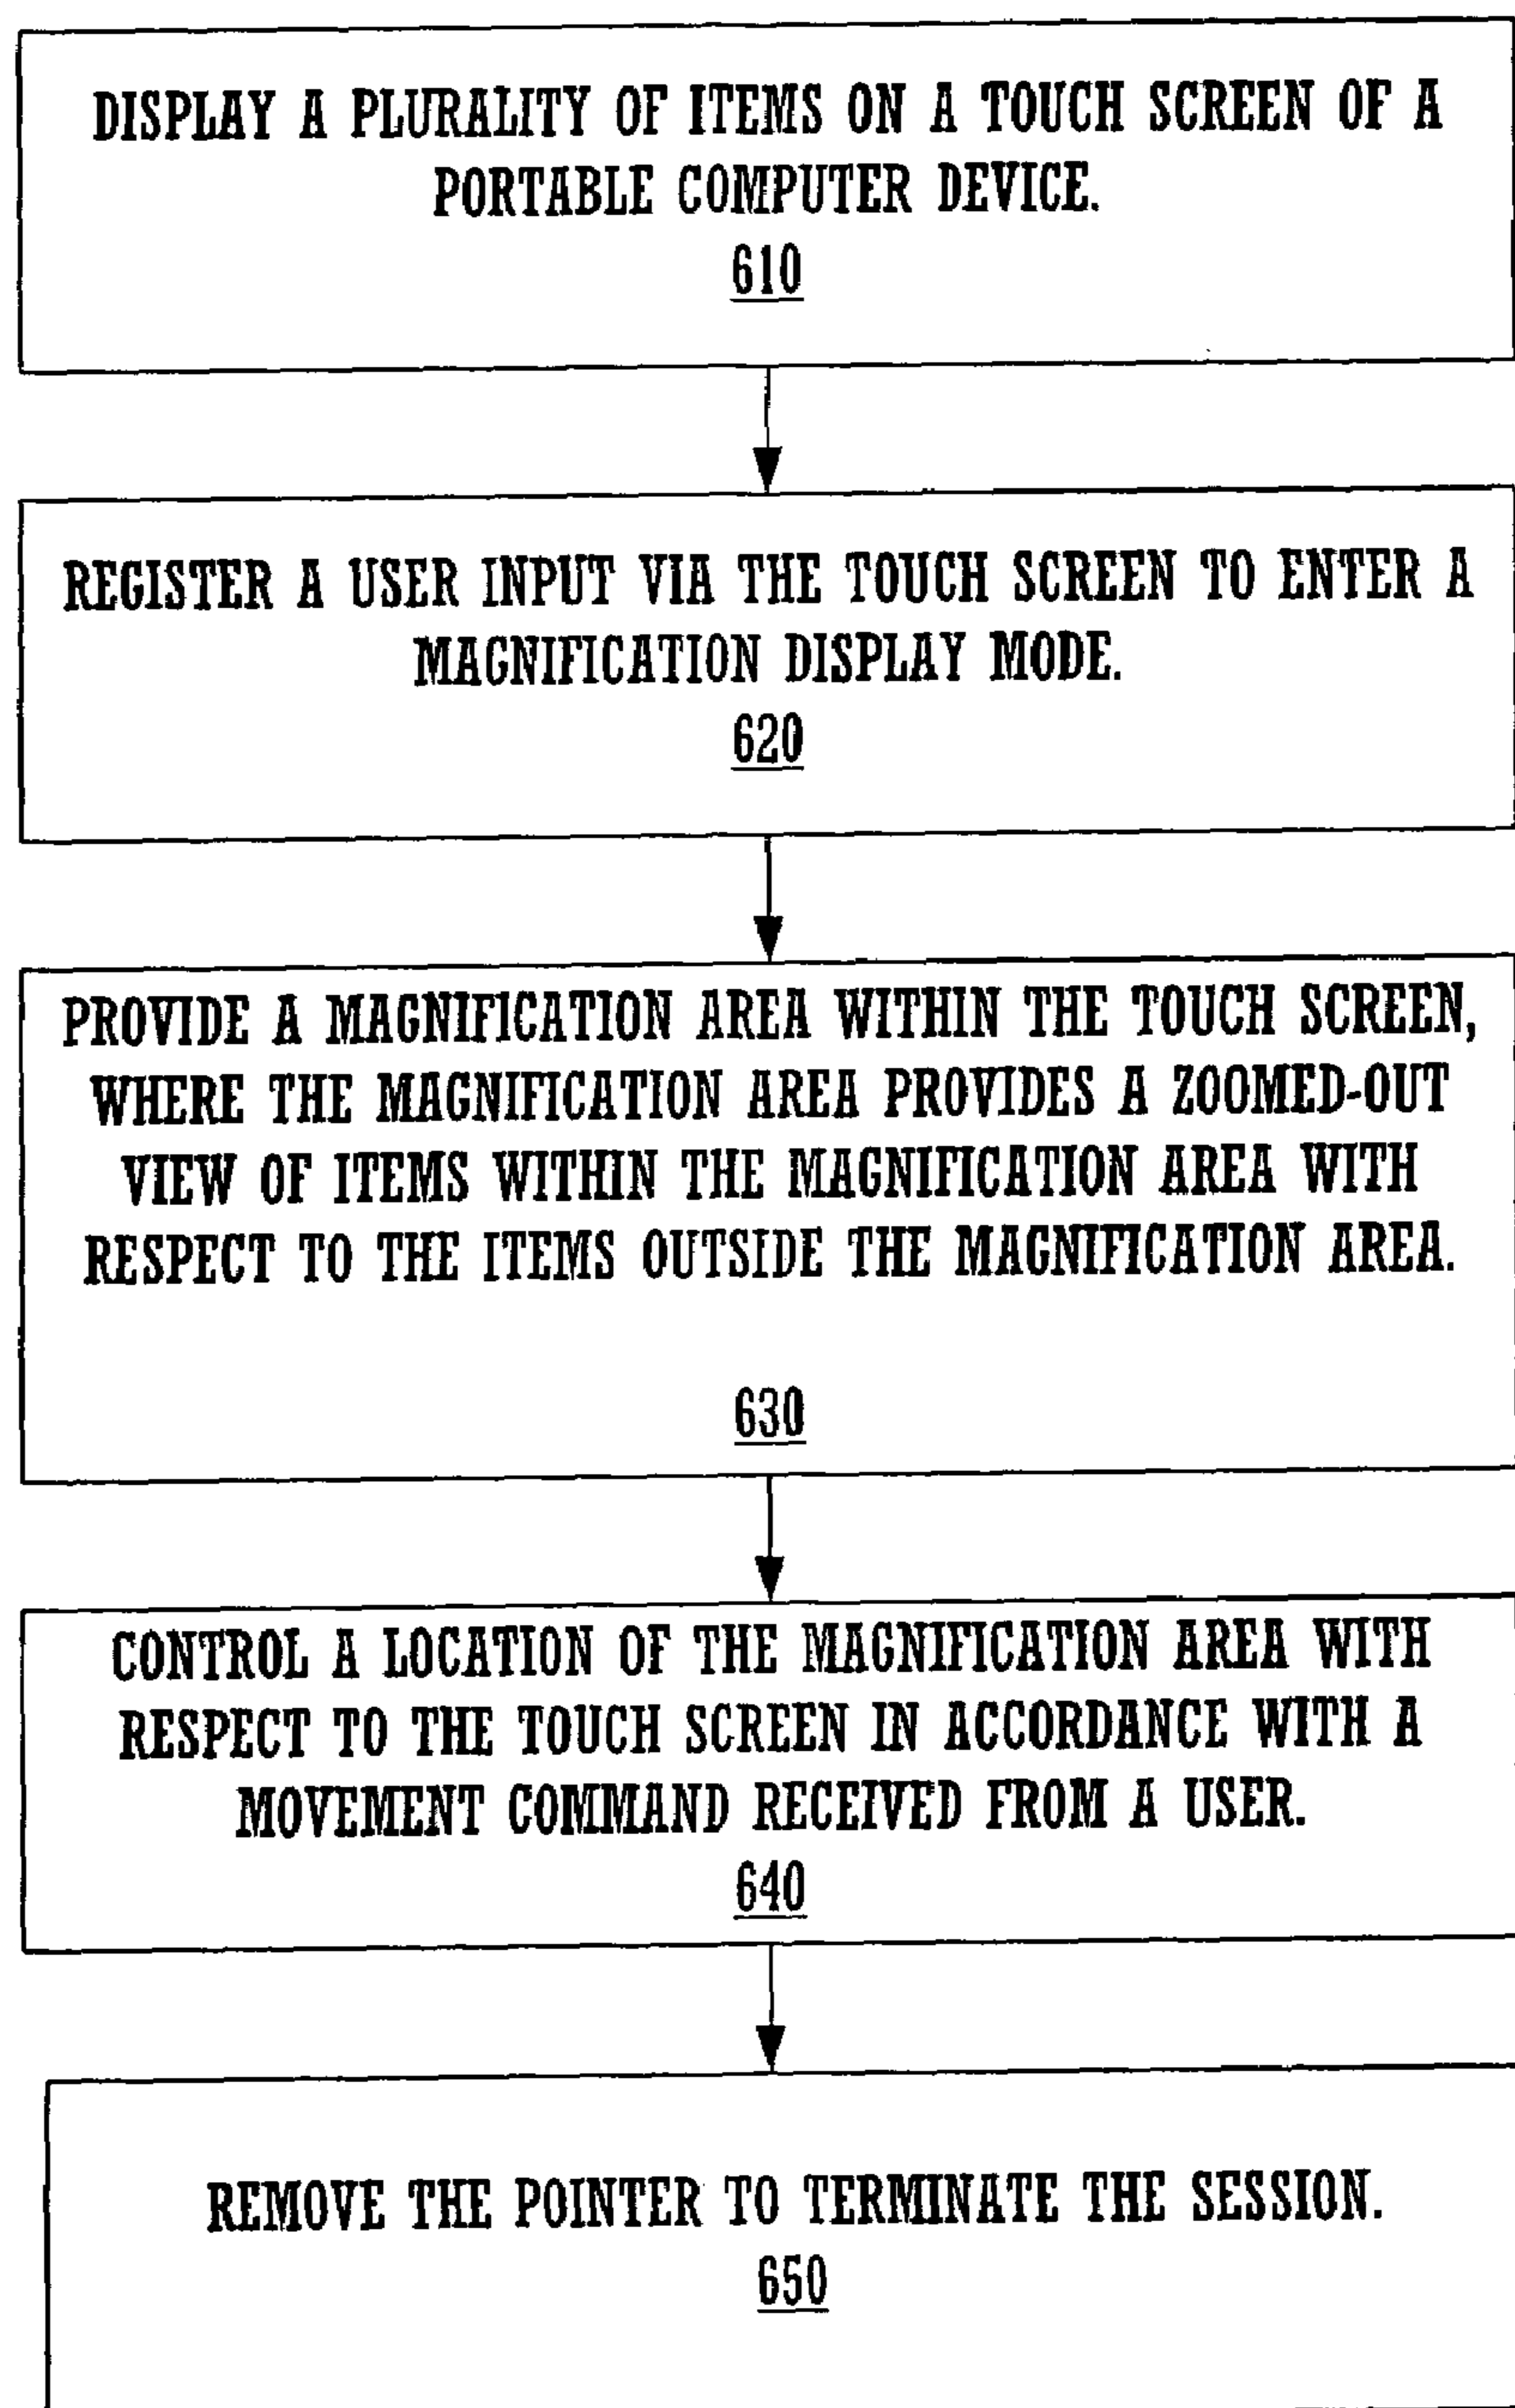 DISPLAY A PLURALITY OF ITEMS ON A TOUCH SCREEN OF A
PORTABLE COMPUTER DEVICE.
610
REGISTER A USER INPUT VIA THE TOUCH SCREEN TO ENTER A
MAGNIFICATION DISPLAY MODE.
620
PROVIDE A MAGNIFICATION AREA WITHIN THE TOUCH SCREEN,
WHERE THE MAGNIFICATION AREA PROVIDES A ZOOMED-OUT
VIEW OF ITEMS WITHIN THE MAGNIFICATION AREA WITH
RESPECT TO THE ITEMS OUTSIDE THE MAGNIFICATION AREA.
630
CONTROL A LOCATION OF THE MAGNIFICATION AREA WITH
RESPECT TO THE TOUCH SCREEN IN ACCORDANCE WITH A
MOVEMENT COMMAND RECEIVED FROM A USER.
640
REMOVE THE POINTER TO TERMINATE THE SESSION.
650